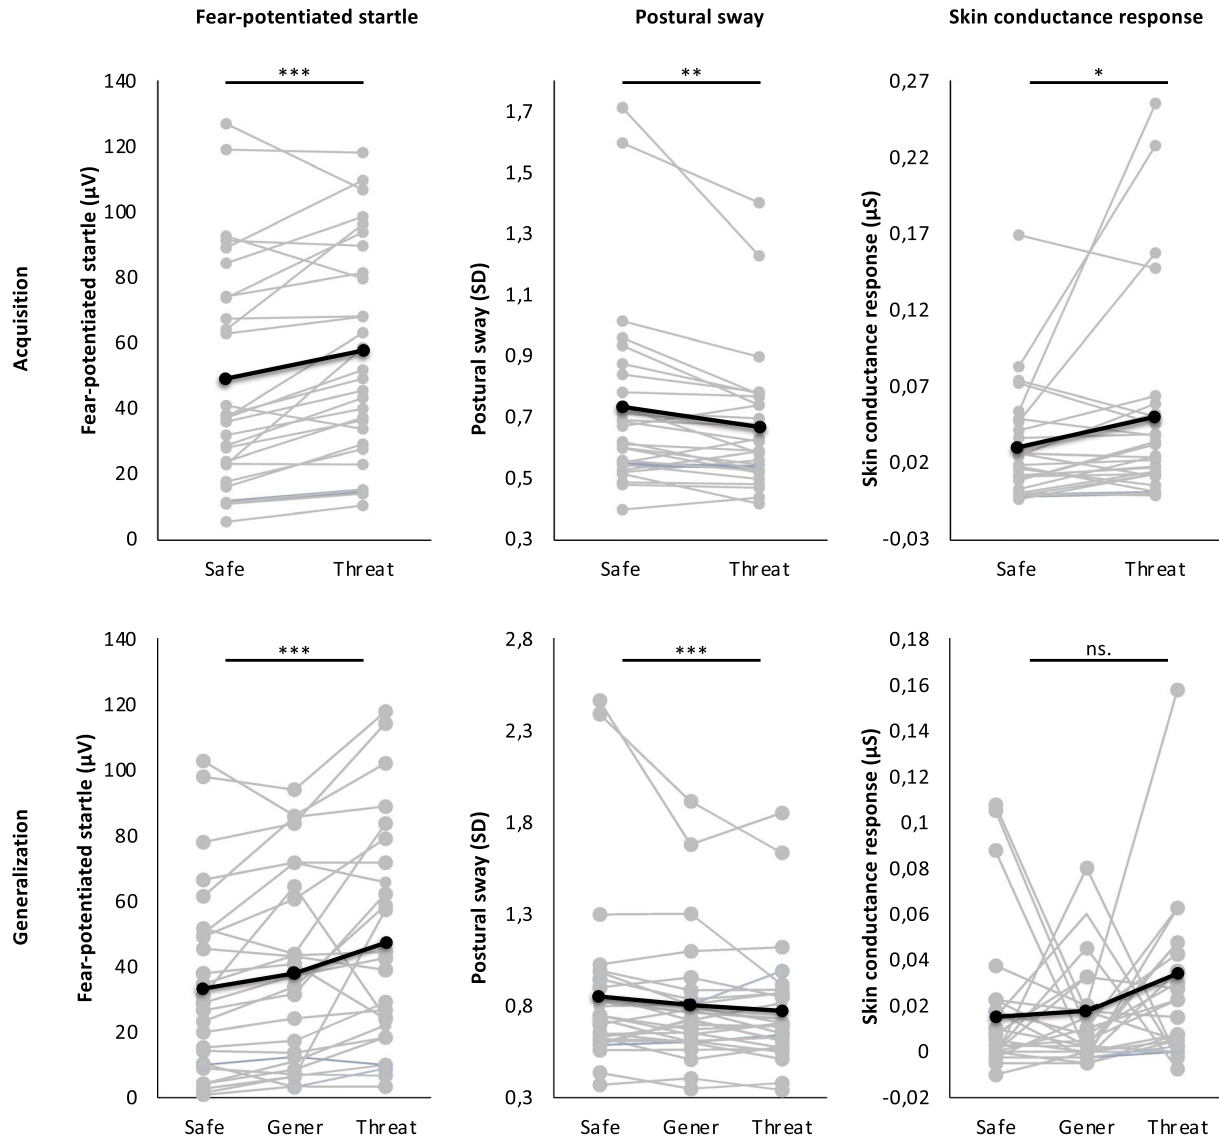 Fear-potentiated startle
Postural sway
Skin conductance response
Acquisition
Fear-potentiated startle (µV)
140
120
100
80
60
40
20
0
***
Safe
Threat
Postural sway (SD)
1,7
1,5
1,3
1,1
0,9
0,7
0,5
0,3
**
Safe
Threat
Skin conductance response (µS)
0,27
0,22
0,17
0,12
0,07
0,02
-0,03
*
Safe
Threat
Generalization
Fear-potentiated startle (µV)
140
120
100
80
60
40
20
0
***
Safe
Gener
Threat
Postural sway (SD)
2,8
2,3
1,8
1,3
0,8
0,3
***
Safe
Gener
Threat
Skin conductance response (µS)
0,18
0,16
0,14
0,12
0,1
0,08
0,06
0,04
0,02
0
-0,02
ns.
Safe
Gener
Threat